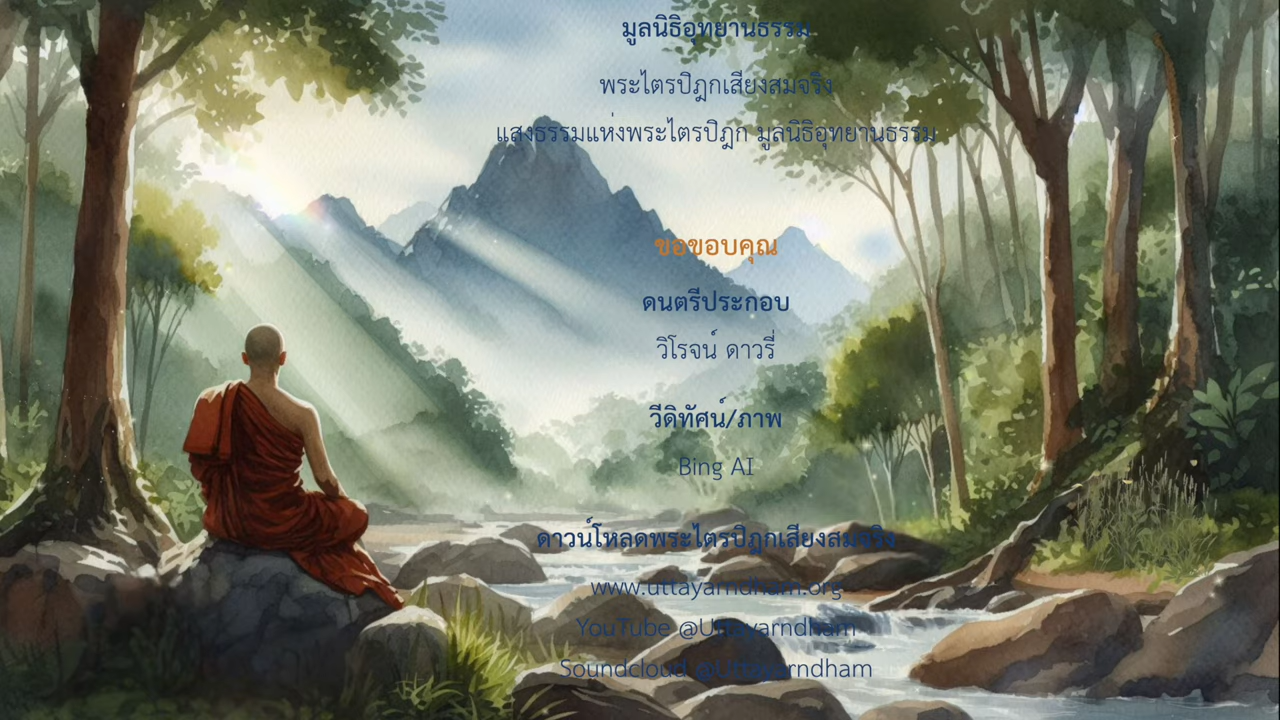 มูลนิธิอุทยานธรรม
พระไตรปิฎกเสียงสมจริง
แสงธรรมแห่งพระไตรปิฎก มูลนิธิอุทยานธรรม
ขอขอบคุณ
ดนตรีประกอบ
วิโรจน์ ดาวรี่
วีดิทัศน์/ภาพ
Bing AI
ดาวน์โหลดพระไตรปิฎกเสียงสมจริง
www.uttayarndham.org
YouTube @Uttayarndham
Soundcloud @Uttayarndham